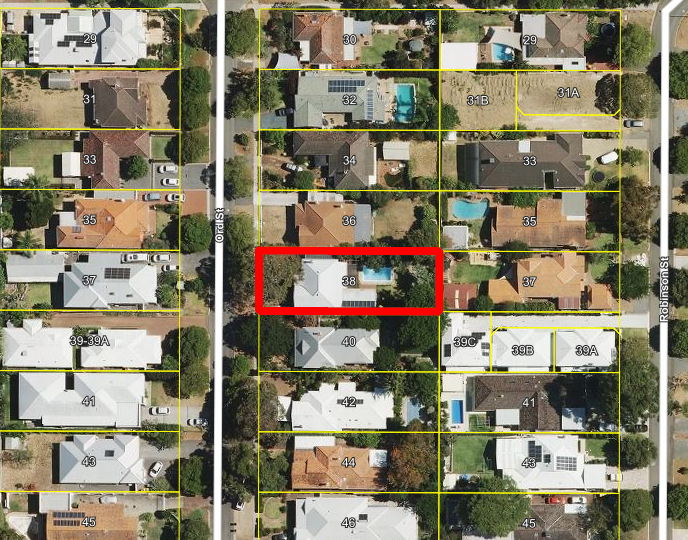 29 30 29
31 32 31B 31A
33 34 33
Ord St
35 36 35
Robinson St
37 38 37
39-39A 40 39C 39B 39A
41 42 41
43 44 43
45 46 45